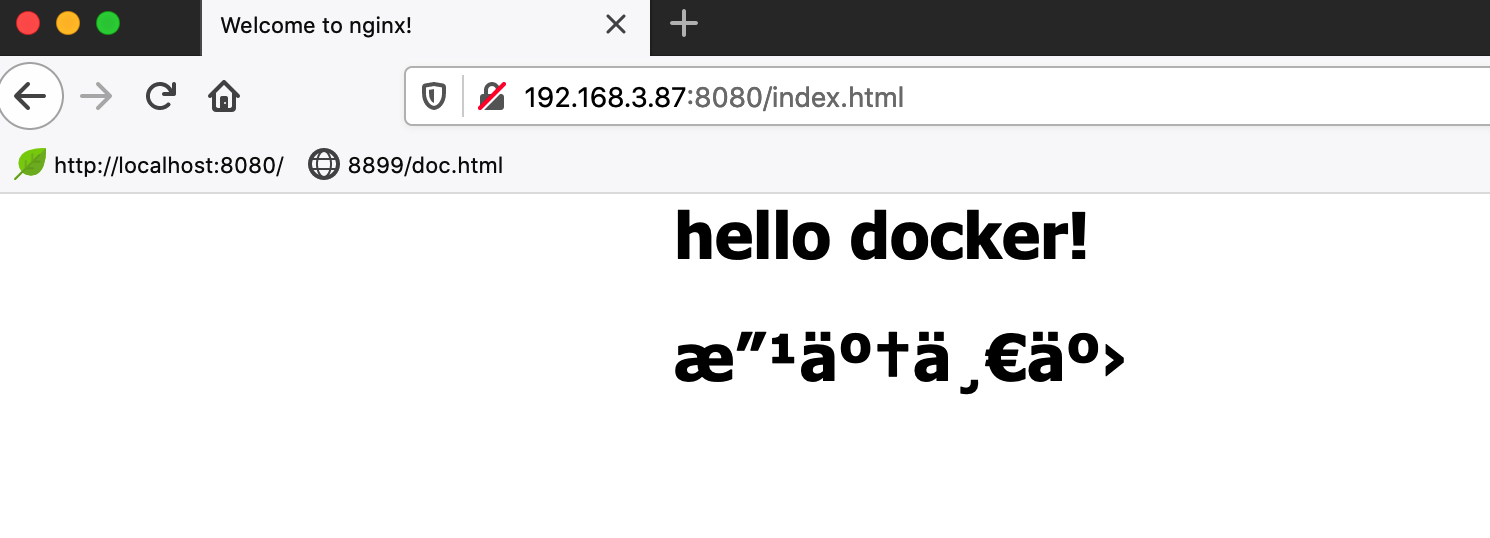 Welcome to nginx!
192.168.3.87:8080/index.html
http://localhost:8080/ 8899/doc.html
hello docker!
æ”¹äº†ä¸€äº›